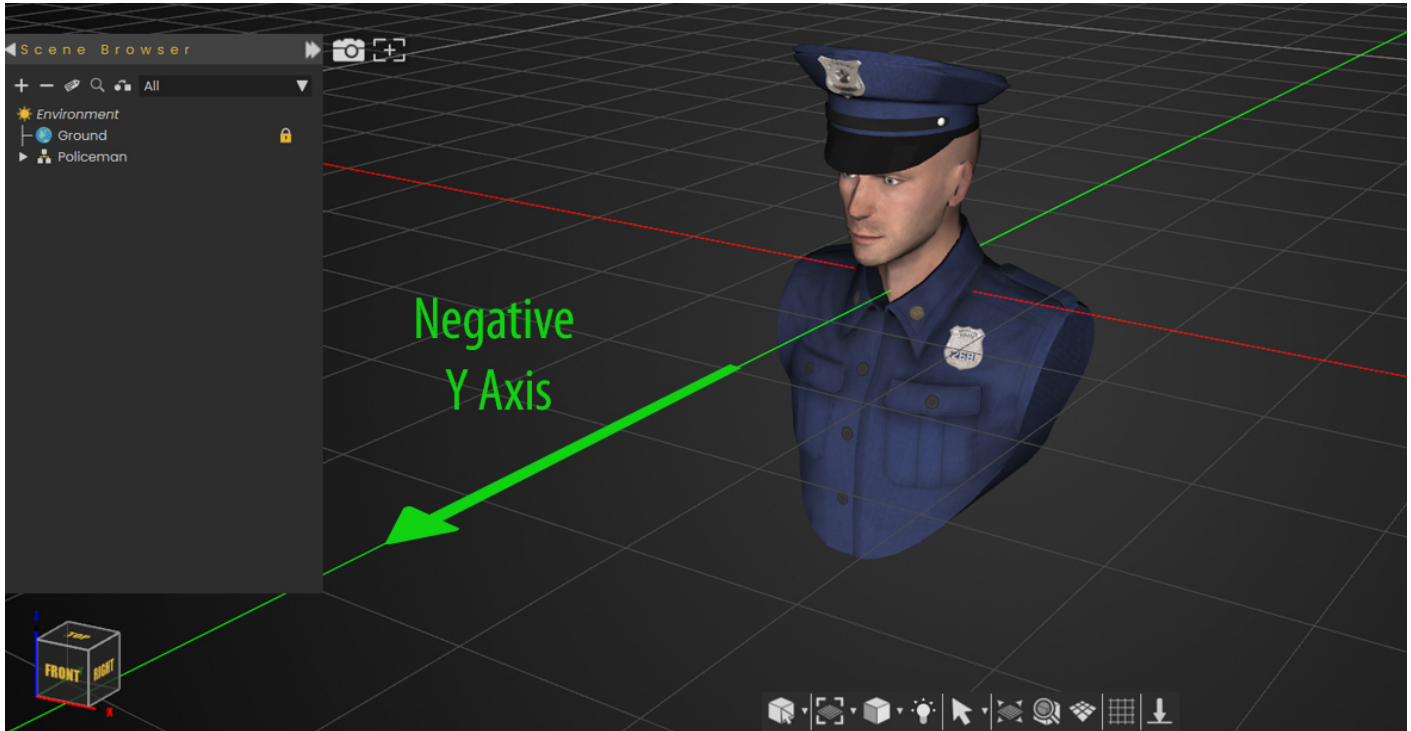 Scene Browser
All
Environment
Ground
Policeman
Negative
Y Axis
TOP
FRONT
RIGHT
X